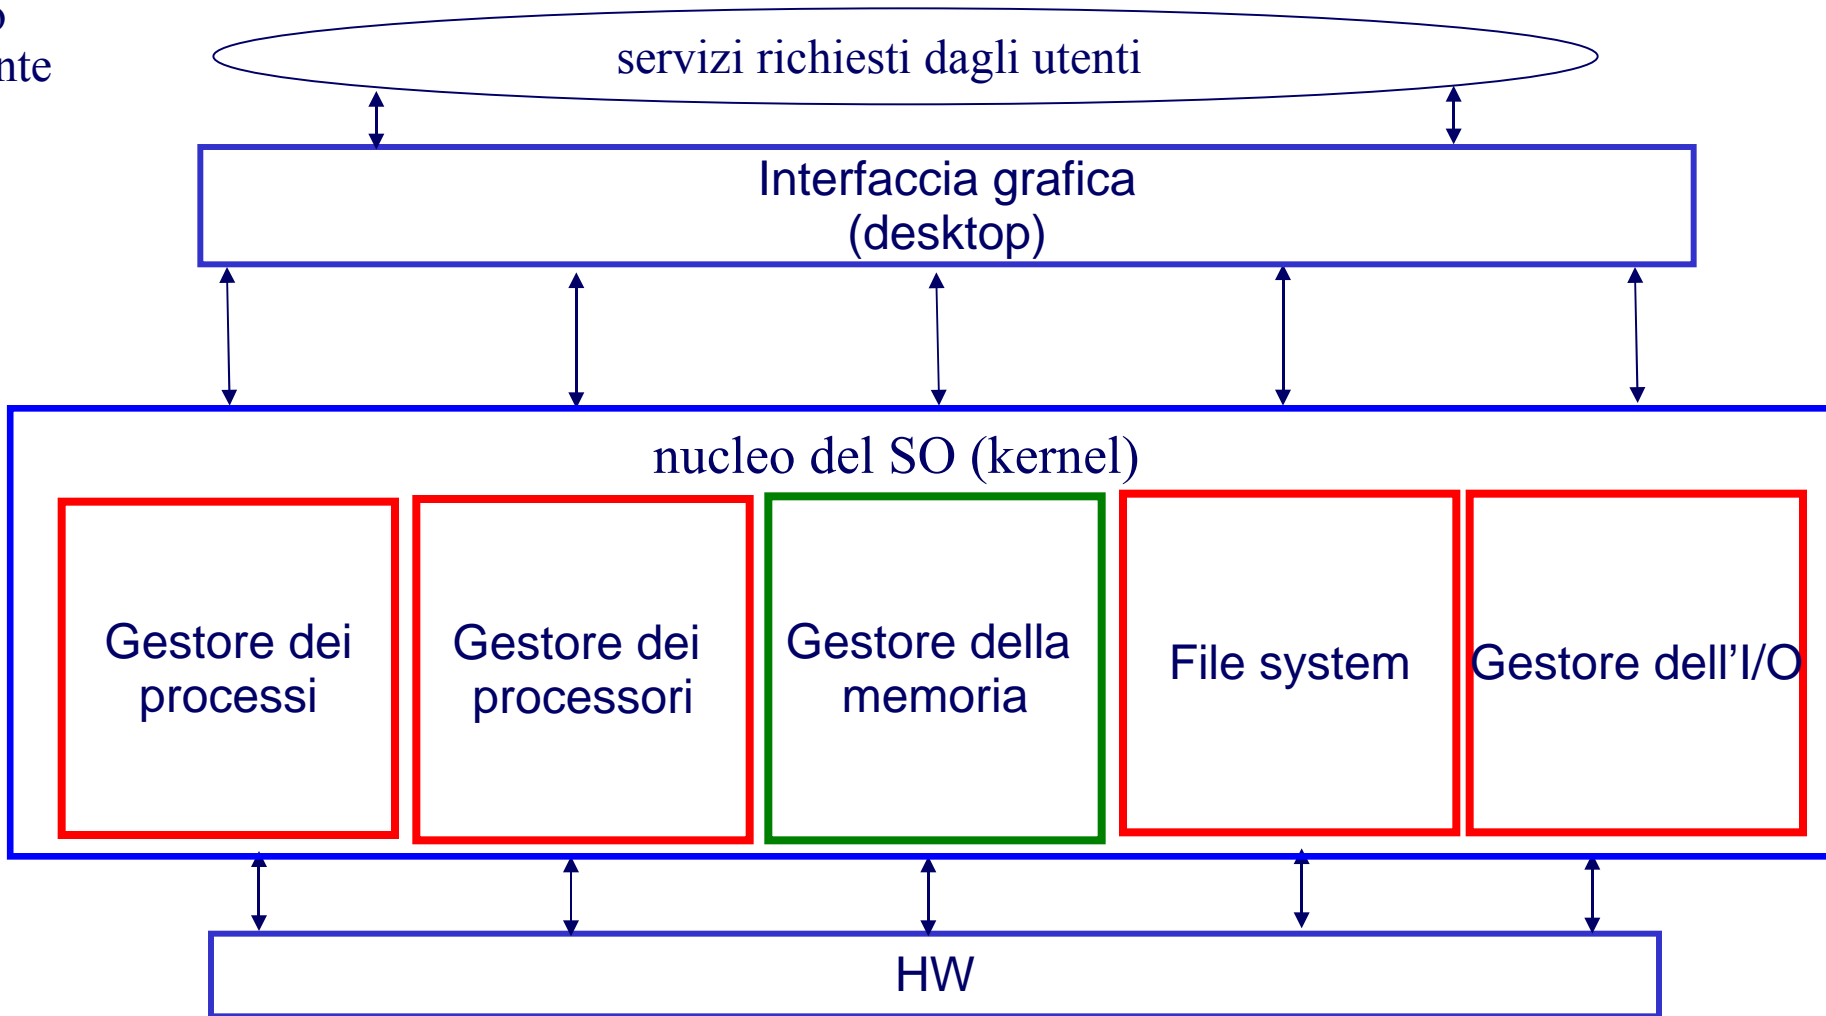 servizi richiesti dagli utenti
Interfaccia grafica
(desktop)
nucleo del SO (kernel)
Gestore dei
processi
Gestore dei
processori
Gestore della
memoria
File system
Gestore dell’I/O
HW